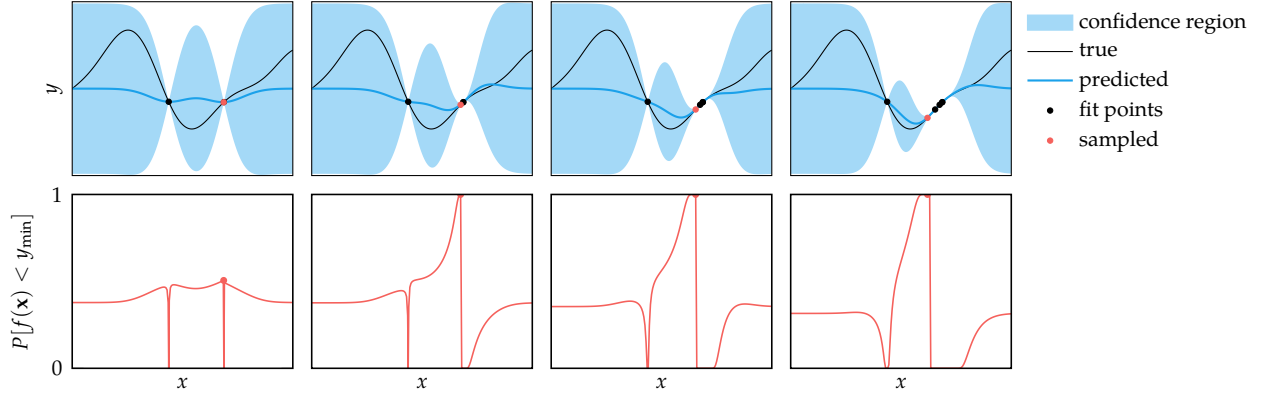 y
confidence region
true
predicted
fit points
sampled
P[f(x) < y_min]
1
0
x
x
x
x